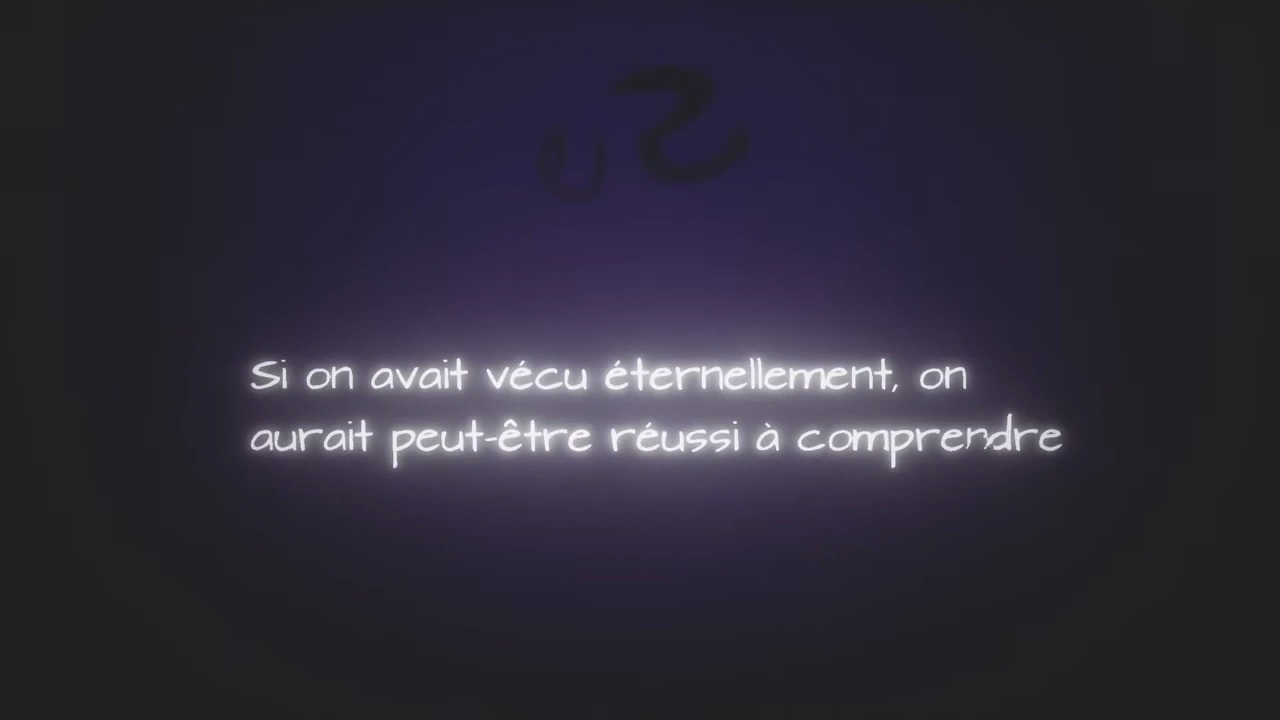 Si on avait vécu éternellement, on
aurait peut-être réussi à comprendre